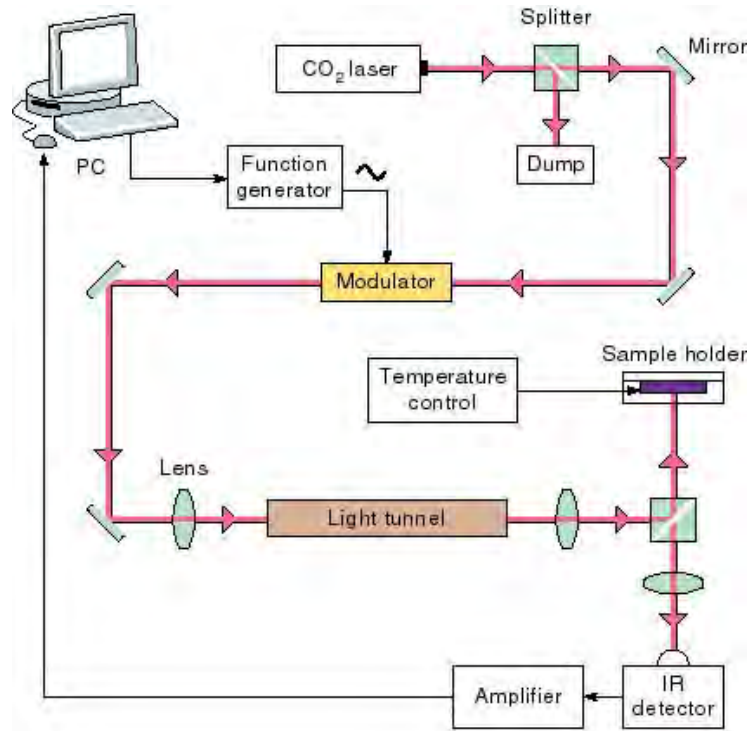 Splitter
CO₂ laser
Mirror
PC
Function
generator
Dump
Modulator
Sample holder
Temperature
control
Lens
Light tunnel
Amplifier
IR
detector